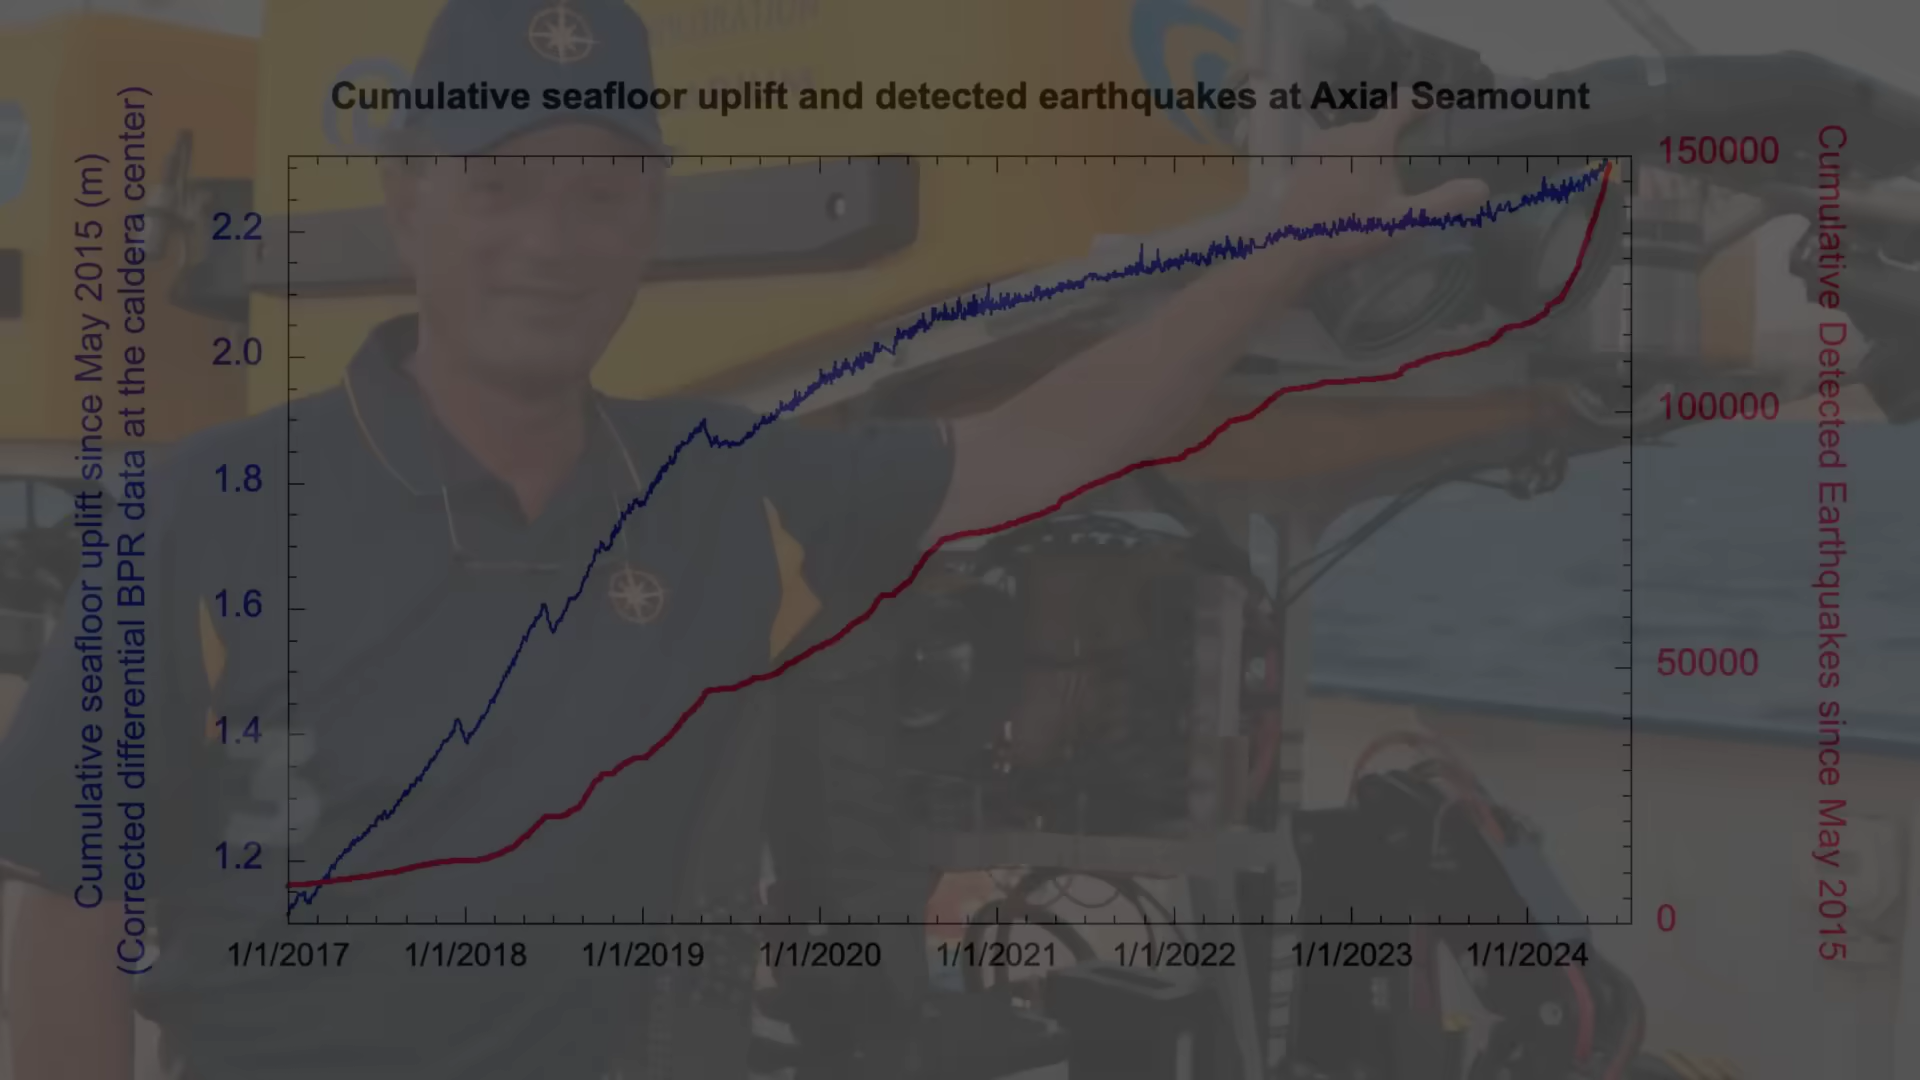 Cumulative seafloor uplift and detected earthquakes at Axial Seamount
Cumulative seafloor uplift since May 2015 (m)
(Corrected differential BPR data at the caldera center)
2.2
2.0
1.8
1.6
1.4
1.2
150000
100000
50000
0
Cumulative Detected Earthquakes since May 2015
1/1/2017 1/1/2018 1/1/2019 1/1/2020 1/1/2021 1/1/2022 1/1/2023 1/1/2024